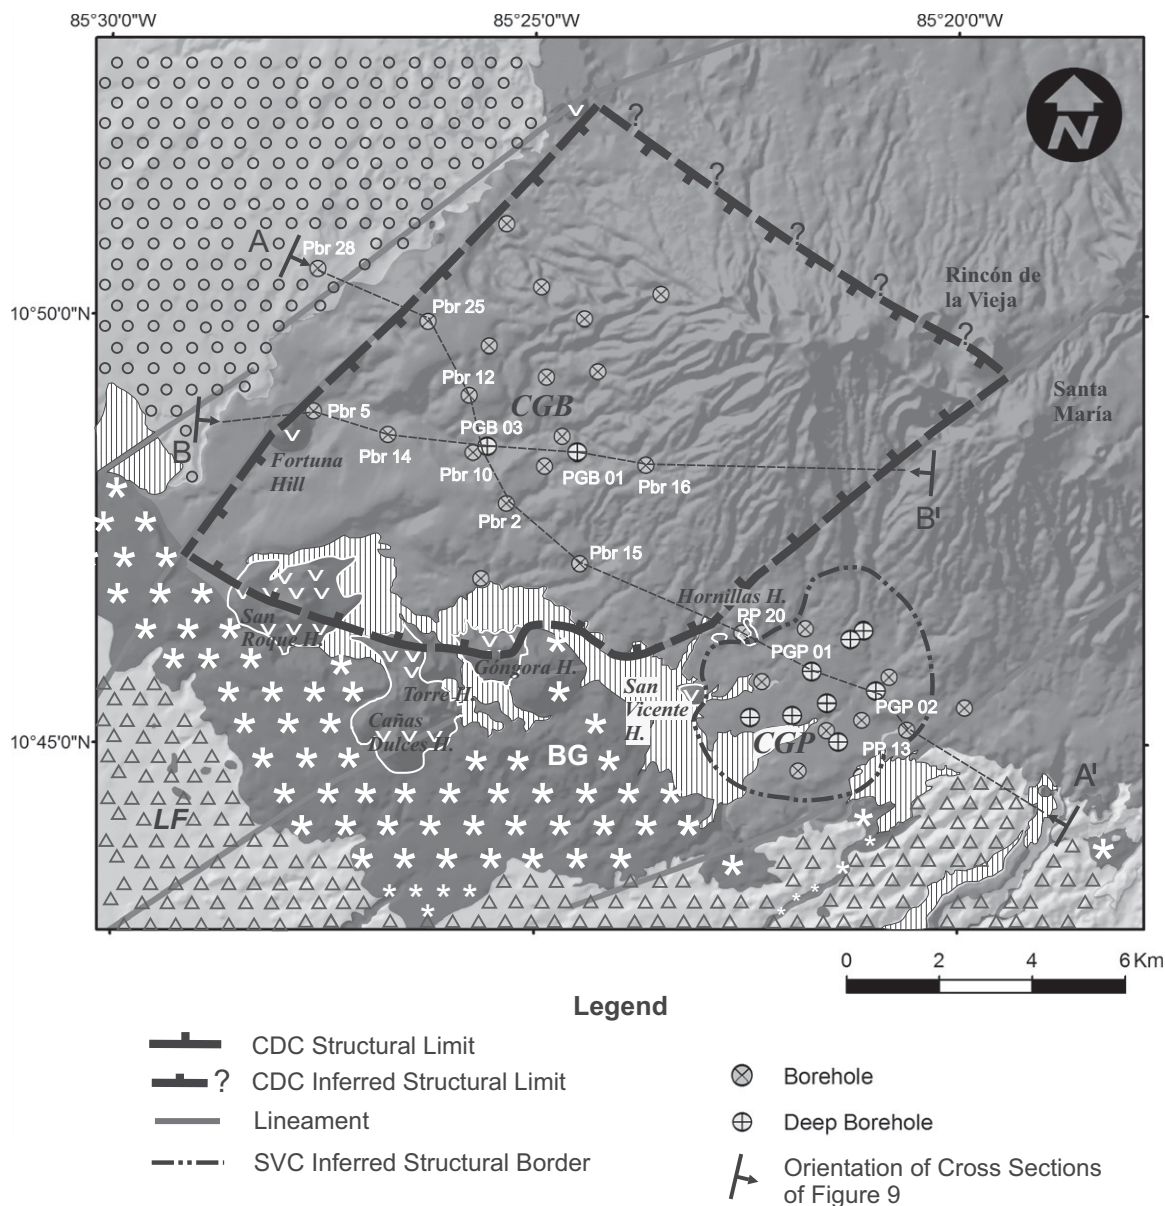 85°30'0"W
85°25'0"W
85°20'0"W
N
?
?
?
?
?
A
Pbr 28
Rincón de
la Vieja
10°50'0"N
Pbr 25
Pbr 12
Santa
María
CGB
Pbr 5
PGB 03
B
Pbr 14
Pbr 10
PGB 01
Fortuna
Hill
Pbr 16
B'
Pbr 2
Pbr 15
Hornillas H.
PP 20
San
Roque H.
PGP 01
Góngora H.
Torre H.
San
Vicente
H.
PGP 02
Cañas
Dulces H.
10°45'0"N
BG
CGP
PP 13
A'
LF
0 2 4 6 Km
Legend
CDC Structural Limit
? CDC Inferred Structural Limit
Lineament
SVC Inferred Structural Border
Borehole
Deep Borehole
Orientation of Cross Sections
of Figure 9